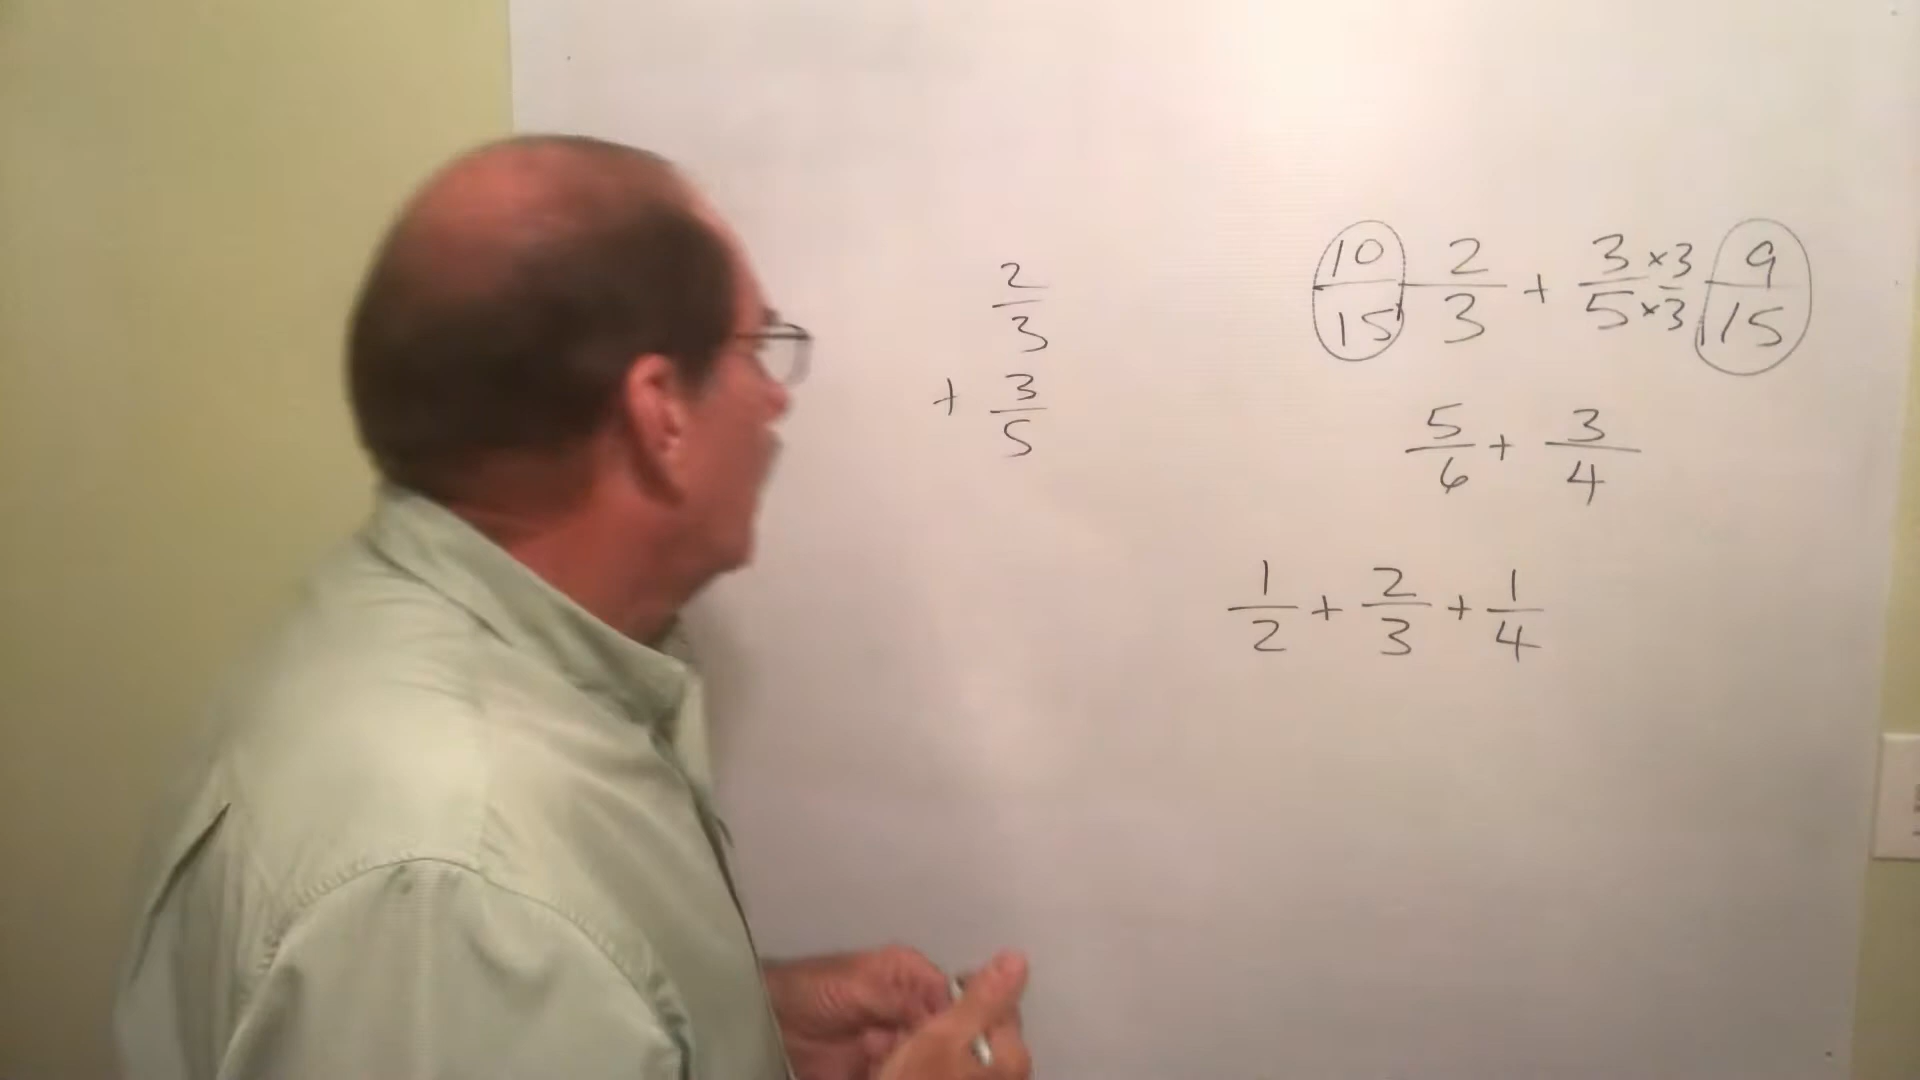 2/3
+ 3/5
10/15 2/3 + 3/5 ×3/×3 9/15
5/6 + 3/4
1/2 + 2/3 + 1/4